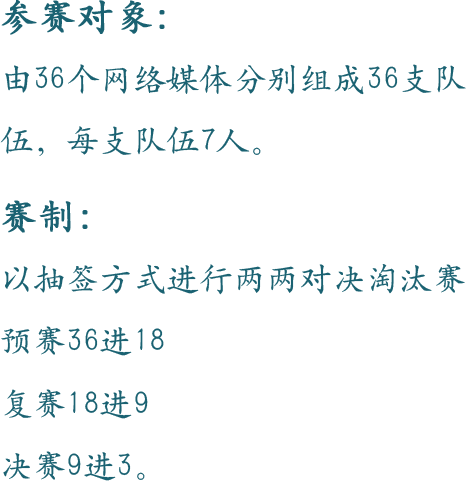 参赛对象：
由36个网络媒体分别组成36支队
伍，每支队伍7人。
赛制：
以抽签方式进行两两对决淘汰赛
预赛36进18
复赛18进9
决赛9进3。